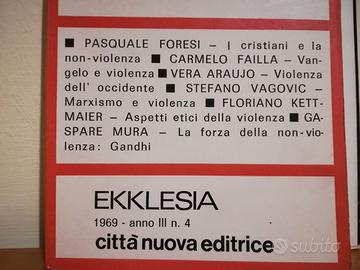 ■ PASQUALE FORESI – I cristiani e la
non-violenza ■ CARMELO FAILLA – Van-
gelo e violenza ■ VERA ARAUJO – Violenza
dell' occidente ■ STEFANO VAGOVIC –
Marxismo e violenza ■ FLORIANO KETT-
MAIER – Aspetti etici della violenza ■ GA-
SPARE MURA – La forza della non-vio-
lenza: Gandhi
EKKLESIA
1969 - anno III n. 4
città nuova editrice
subito